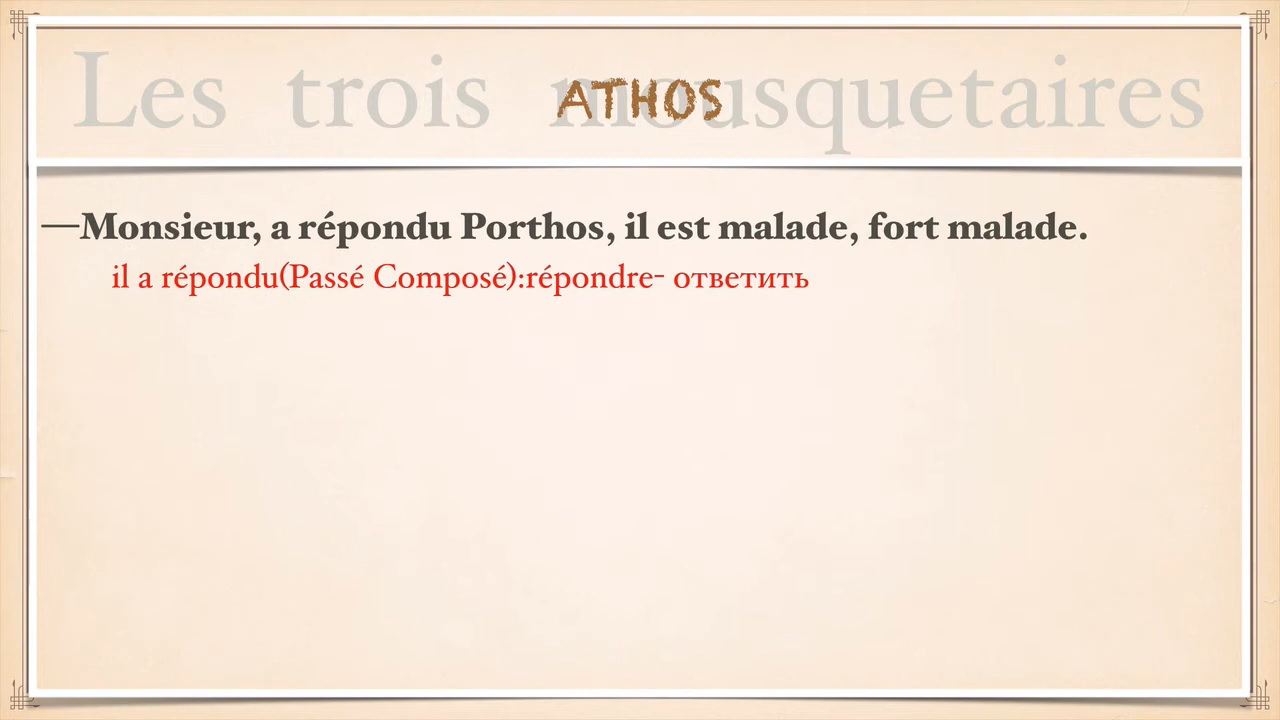 Les trois mousquetaires
ATHOS
—Monsieur, a répondu Porthos, il est malade, fort malade.
il a répondu(Passé Composé):répondre- ответить